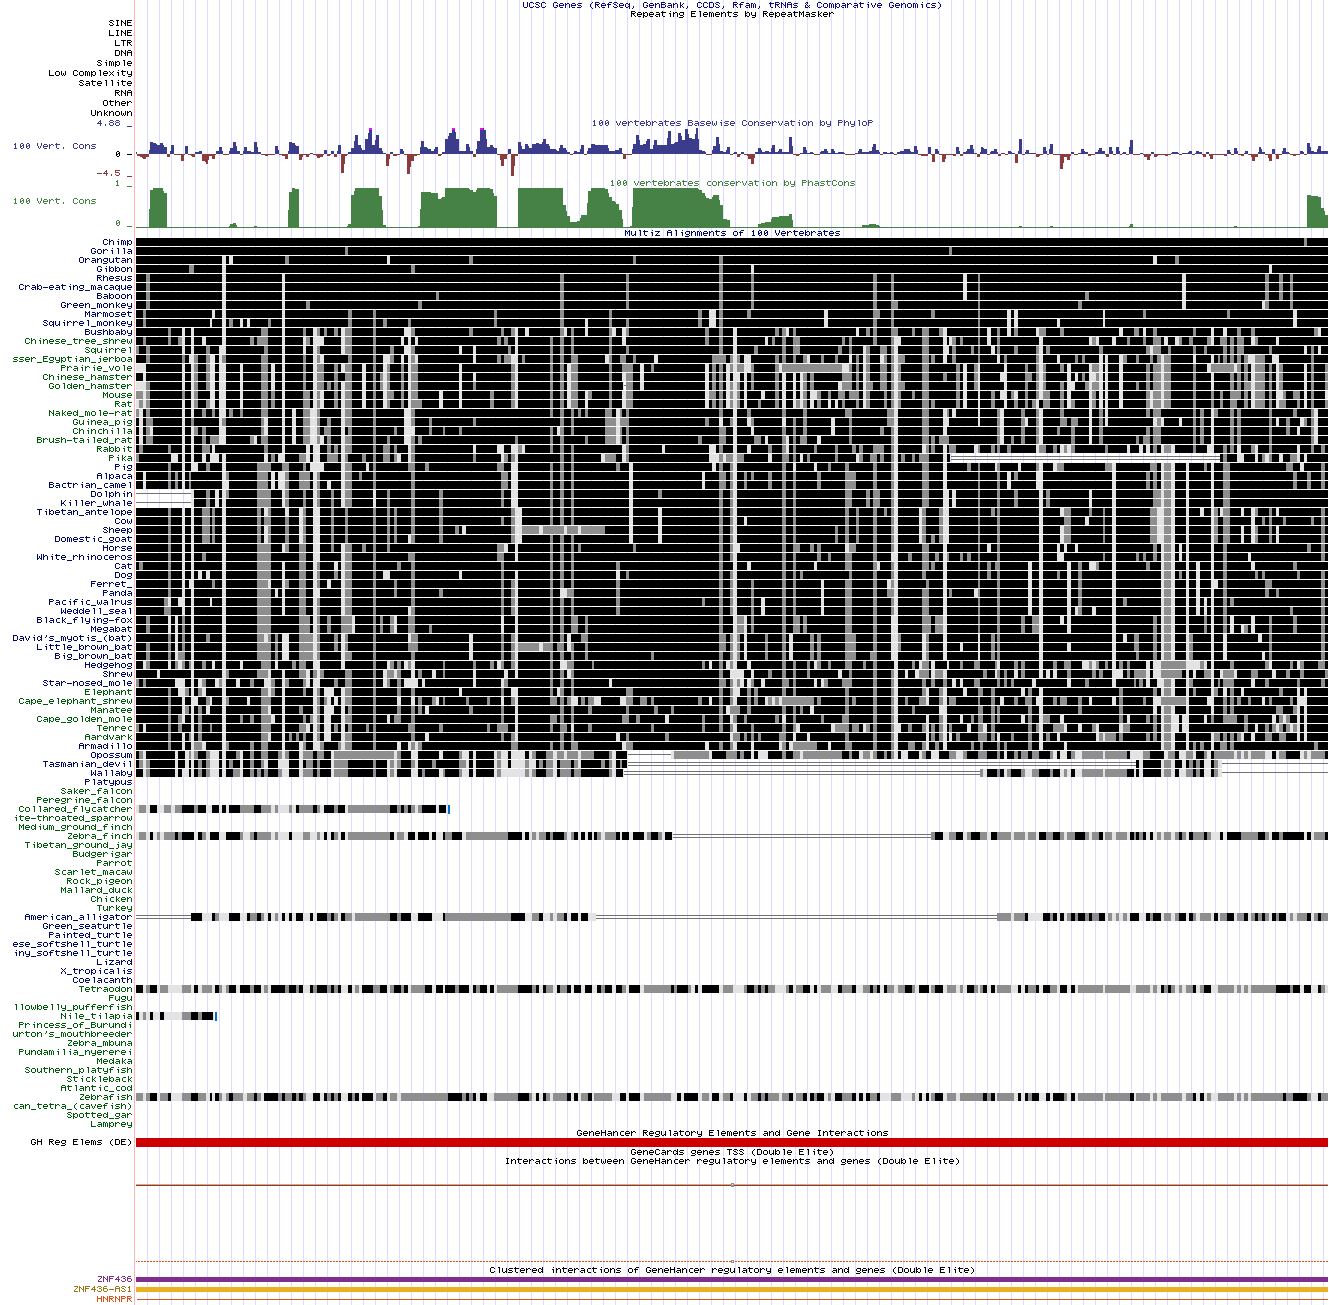 UCSC Genes (RefSeq, GenBank, CCDS, Rfam, tRNAs & Comparative Genomics)
Repeating Elements by RepeatMasker
SINE
LINE
LTR
DNA
Simple
Low Complexity
Satellite
RNA
Other
Unknown
4.88 _
100 vertebrates Basewise Conservation by PhyloP
100 Vert. Cons
0 _
-4.5 _
1 _
100 vertebrates conservation by PhastCons
100 Vert. Cons
0 _
Multiz Alignments of 100 Vertebrates
Chimp
Gorilla
Orangutan
Gibbon
Rhesus
Crab-eating_macaque
Baboon
Green_monkey
Marmoset
Squirrel_monkey
Bushbaby
Chinese_tree_shrew
Squirrel
sser_Egyptian_jerboa
Prairie_vole
Chinese_hamster
Golden_hamster
Mouse
Rat
Naked_mole-rat
Guinea_pig
Chinchilla
Brush-tailed_rat
Rabbit
Pika
Pig
Alpaca
Bactrian_camel
Dolphin
Killer_whale
Tibetan_antelope
Cow
Sheep
Domestic_goat
Horse
White_rhinoceros
Cat
Dog
Ferret_
Panda
Pacific_walrus
Weddell_seal
Black_flying-fox
Megabat
David's_myotis_(bat)
Little_brown_bat
Big_brown_bat
Hedgehog
Shrew
Star-nosed_mole
Elephant
Cape_elephant_shrew
Manatee
Cape_golden_mole
Tenrec
Aardvark
Armadillo
Opossum
Tasmanian_devil
Wallaby
Platypus
Saker_falcon
Peregrine_falcon
Collared_flycatcher
ite-throated_sparrow
Medium_ground_finch
Zebra_finch
Tibetan_ground_jay
Budgerigar
Parrot
Scarlet_macaw
Rock_pigeon
Mallard_duck
Chicken
Turkey
American_alligator
Green_seaturtle
Painted_turtle
ese_softshell_turtle
iny_softshell_turtle
Lizard
X_tropicalis
Coelacanth
Tetraodon
Fugu
llowbelly_pufferfish
Nile_tilapia
Princess_of_Burundi
urton's_mouthbreeder
Zebra_mbuna
Pundamilia_nyererei
Medaka
Southern_platyfish
Stickleback
Atlantic_cod
Zebrafish
can_tetra_(cavefish)
Spotted_gar
Lamprey
GeneHancer Regulatory Elements and Gene Interactions
GH Reg Elems (DE)
GeneCards genes TSS (Double Elite)
Interactions between GeneHancer regulatory elements and genes (Double Elite)
Clustered interactions of GeneHancer regulatory elements and genes (Double Elite)
ZNF436
ZNF436-AS1
HNRNPR